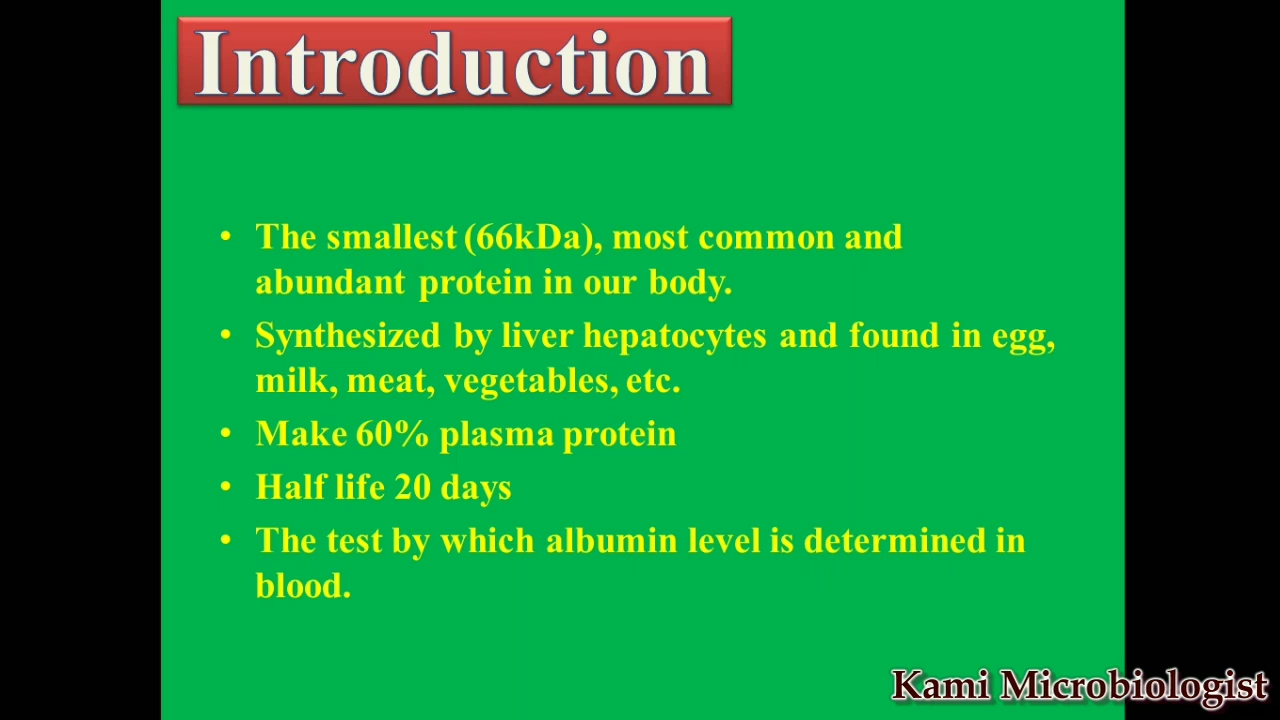 Introduction
• The smallest (66kDa), most common and
abundant protein in our body.
• Synthesized by liver hepatocytes and found in egg,
milk, meat, vegetables, etc.
• Make 60% plasma protein
• Half life 20 days
• The test by which albumin level is determined in
blood.
Kami Microbiologist